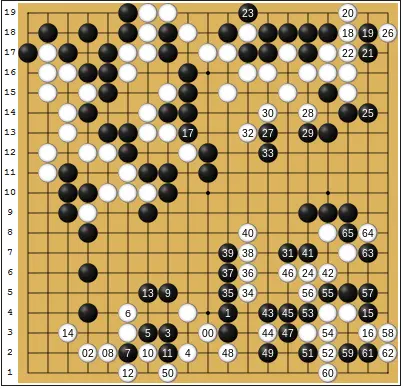 19 23 20
18 18 19 26
17 22 21
16
15
14 30 28 25
13 17 32 27 29
12 33
11
10
9
8 40 65 64
7 39 38 31 41 63
6 37 36 46 24 42
5 13 9 35 34 56 55 57
4 6 1 43 45 53 15
3 14 5 3 00 44 47 54 16 58
2 02 08 7 10 11 4 48 49 51 52 59 61 62
1 12 50 60